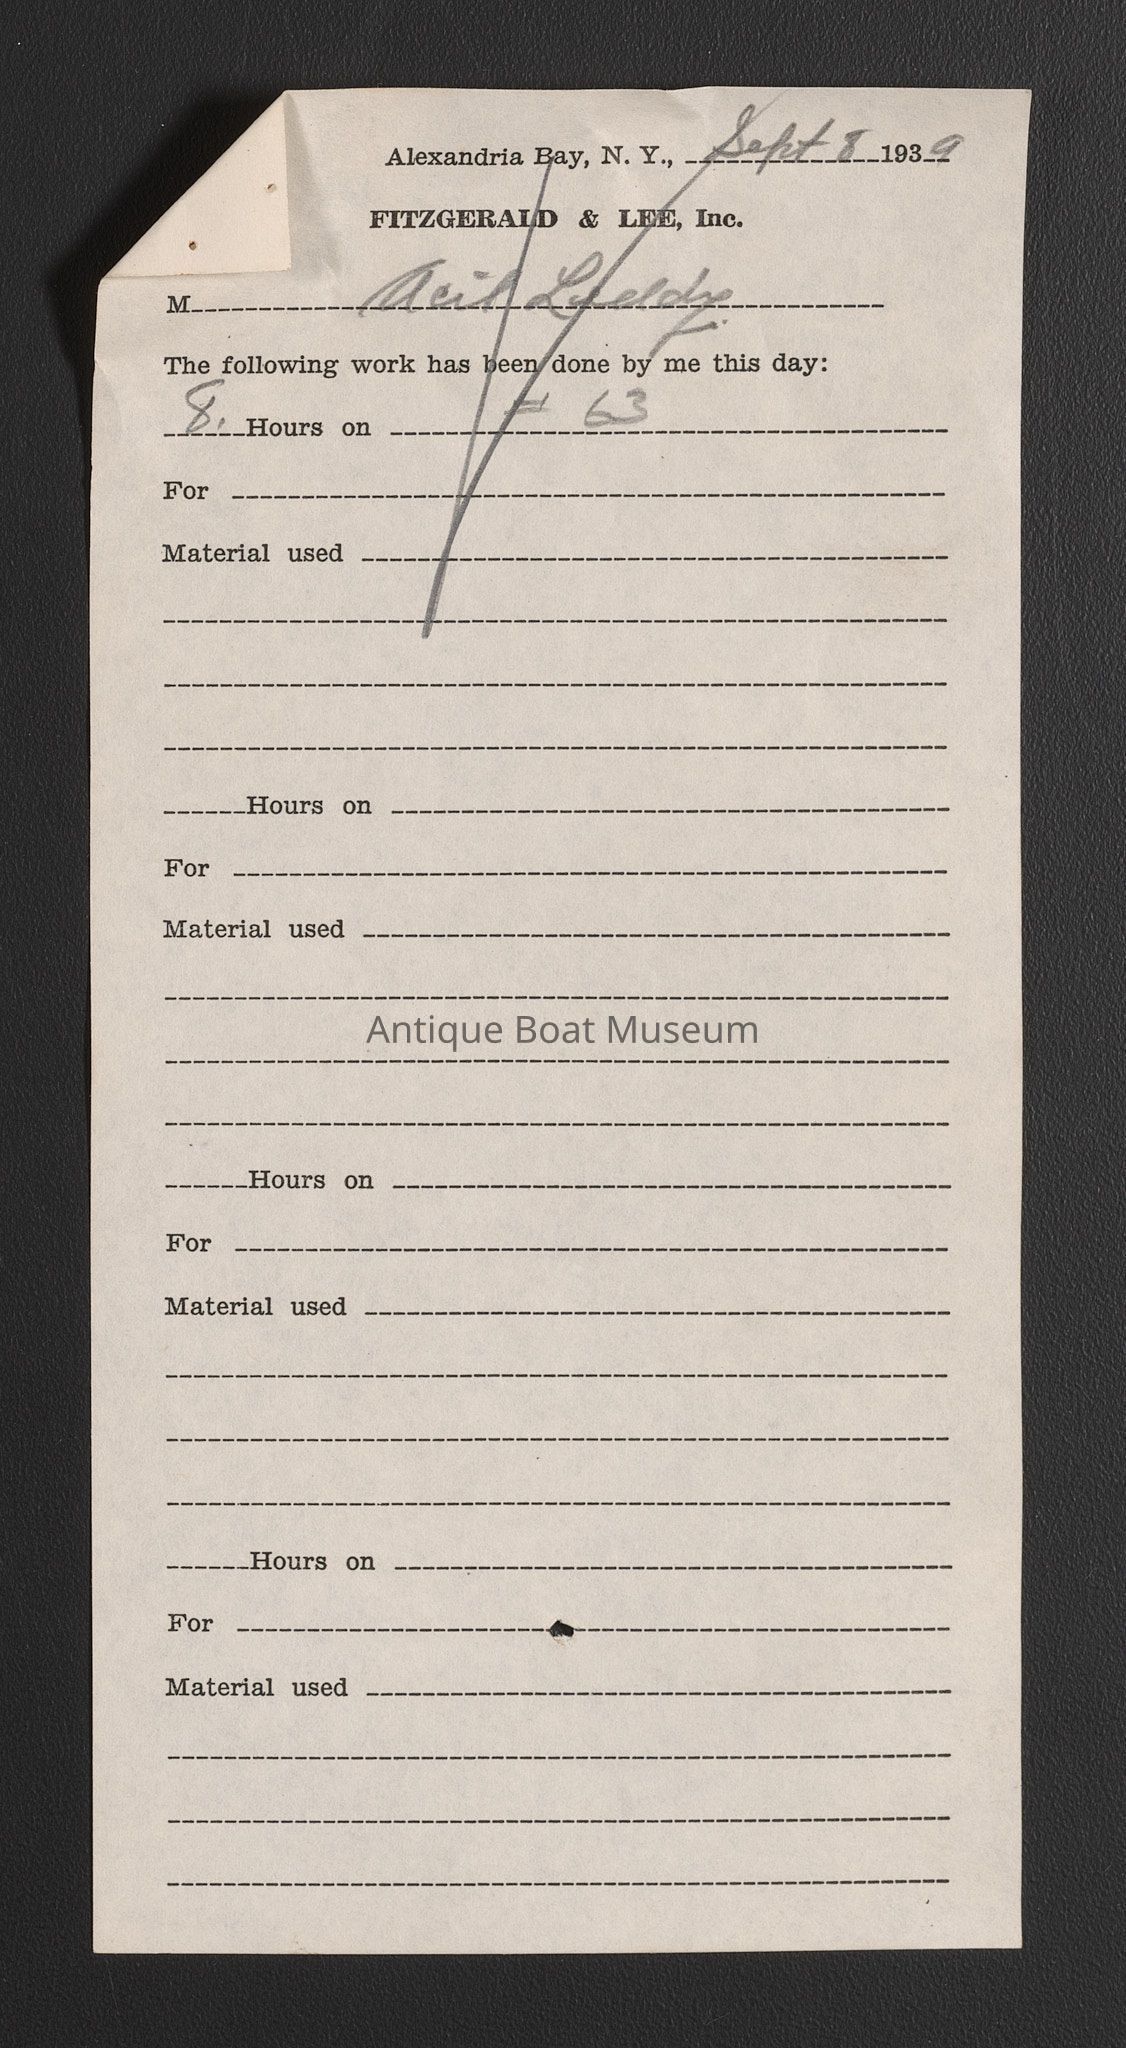 Alexandria Bay, N. Y., Sept 8 1939
FITZGERALD & LEE, Inc.
M
The following work has been done by me this day:
8. Hours on # 63
For
Material used
Hours on
For
Material used
Antique Boat Museum
Hours on
For
Material used
Hours on
For
Material used